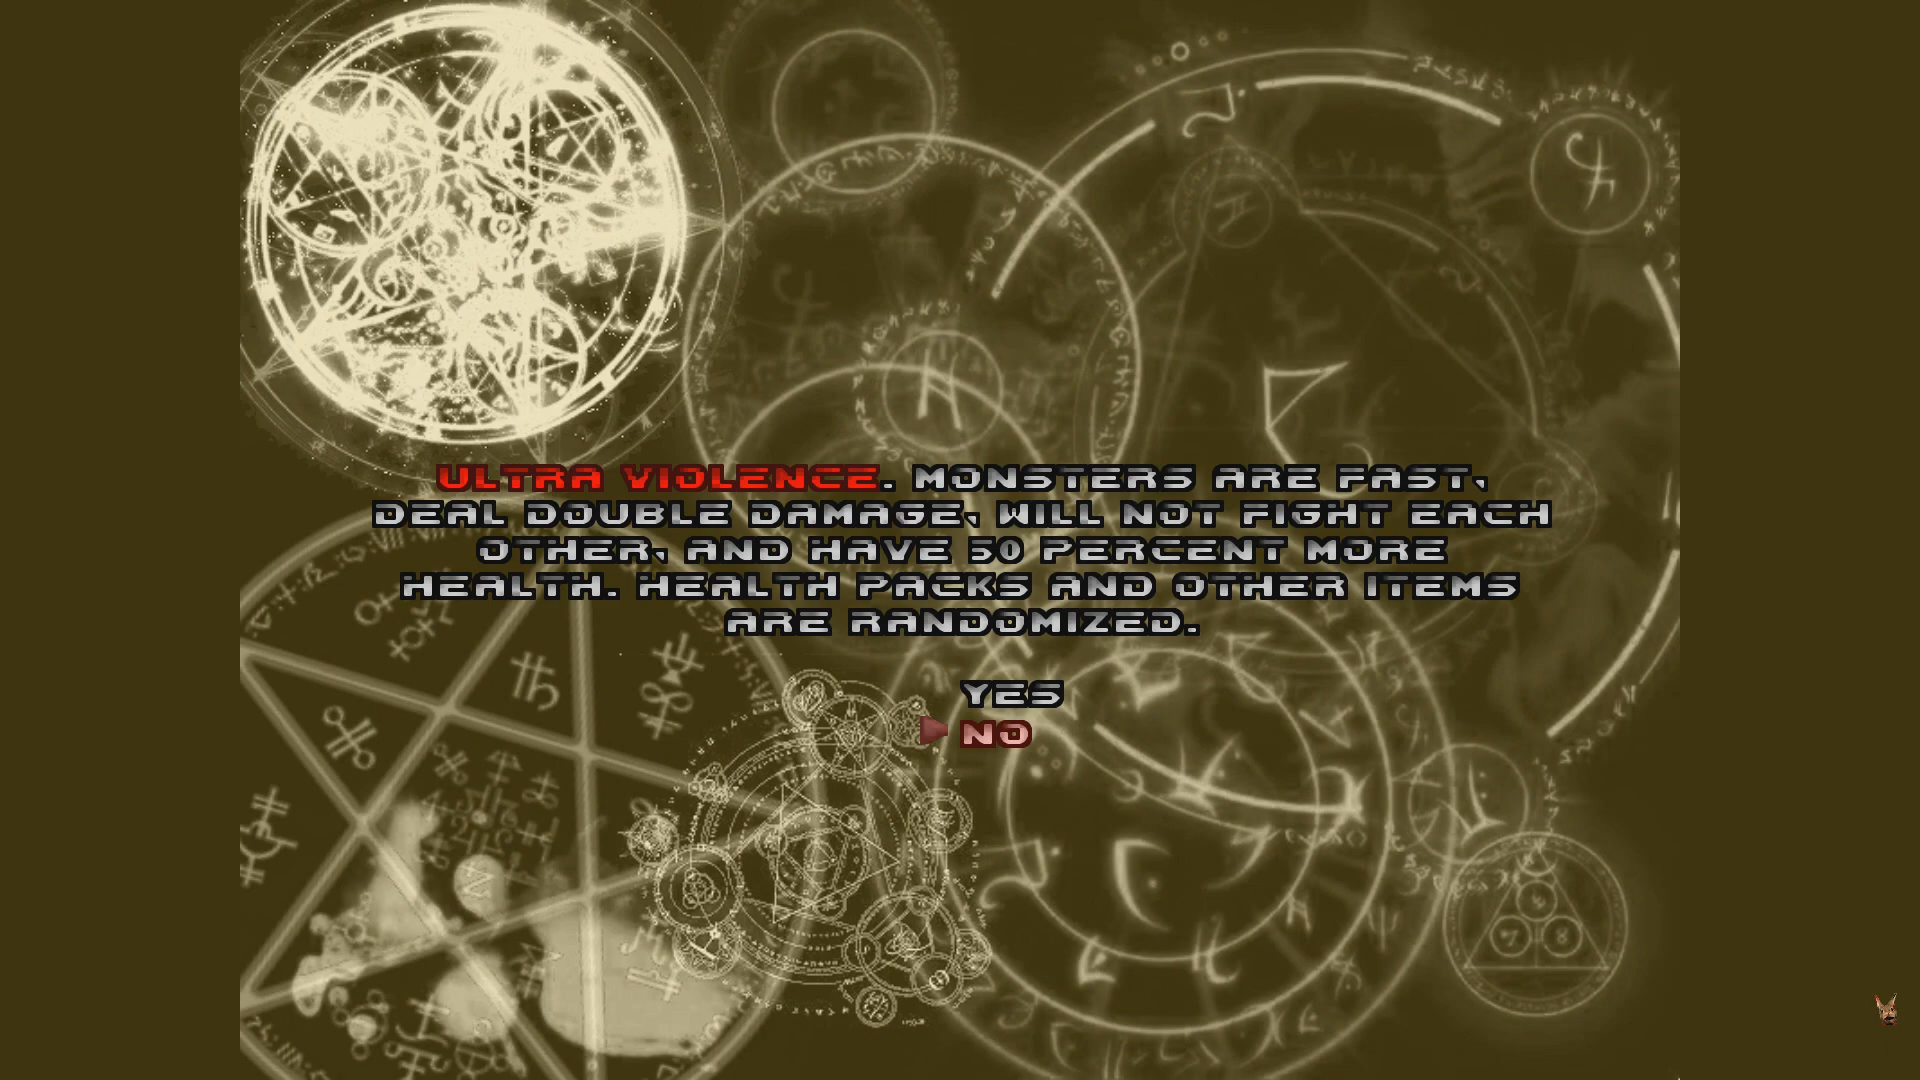 ULTRA VIOLENCE. MONSTERS ARE FAST,
DEAL DOUBLE DAMAGE, WILL NOT FIGHT EACH
OTHER, AND HAVE 50 PERCENT MORE
HEALTH. HEALTH PACKS AND OTHER ITEMS
ARE RANDOMIZED.
YES
NO